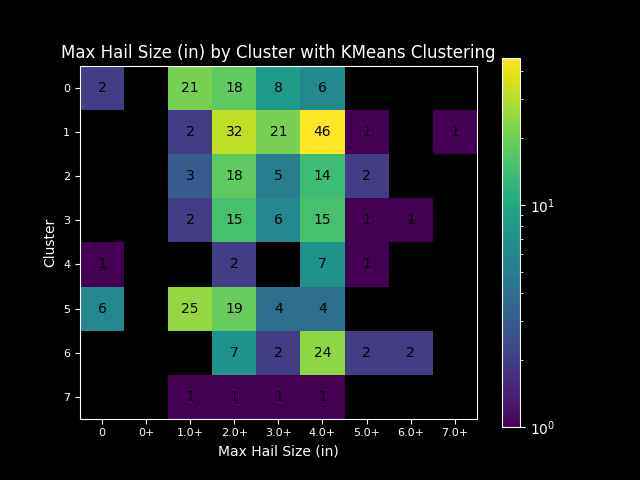 Max Hail Size (in) by Cluster with KMeans Clustering
0 2 21 18 8 6
1 2 32 21 46 1 1
2 3 18 5 14 2
3 2 15 6 15 1 1
4 1 2 7 1
5 6 25 19 4 4
6 7 2 24 2 2
7 1 1 1 1
0 0+ 1.0+ 2.0+ 3.0+ 4.0+ 5.0+ 6.0+ 7.0+
Max Hail Size (in)
Cluster
10¹
10⁰